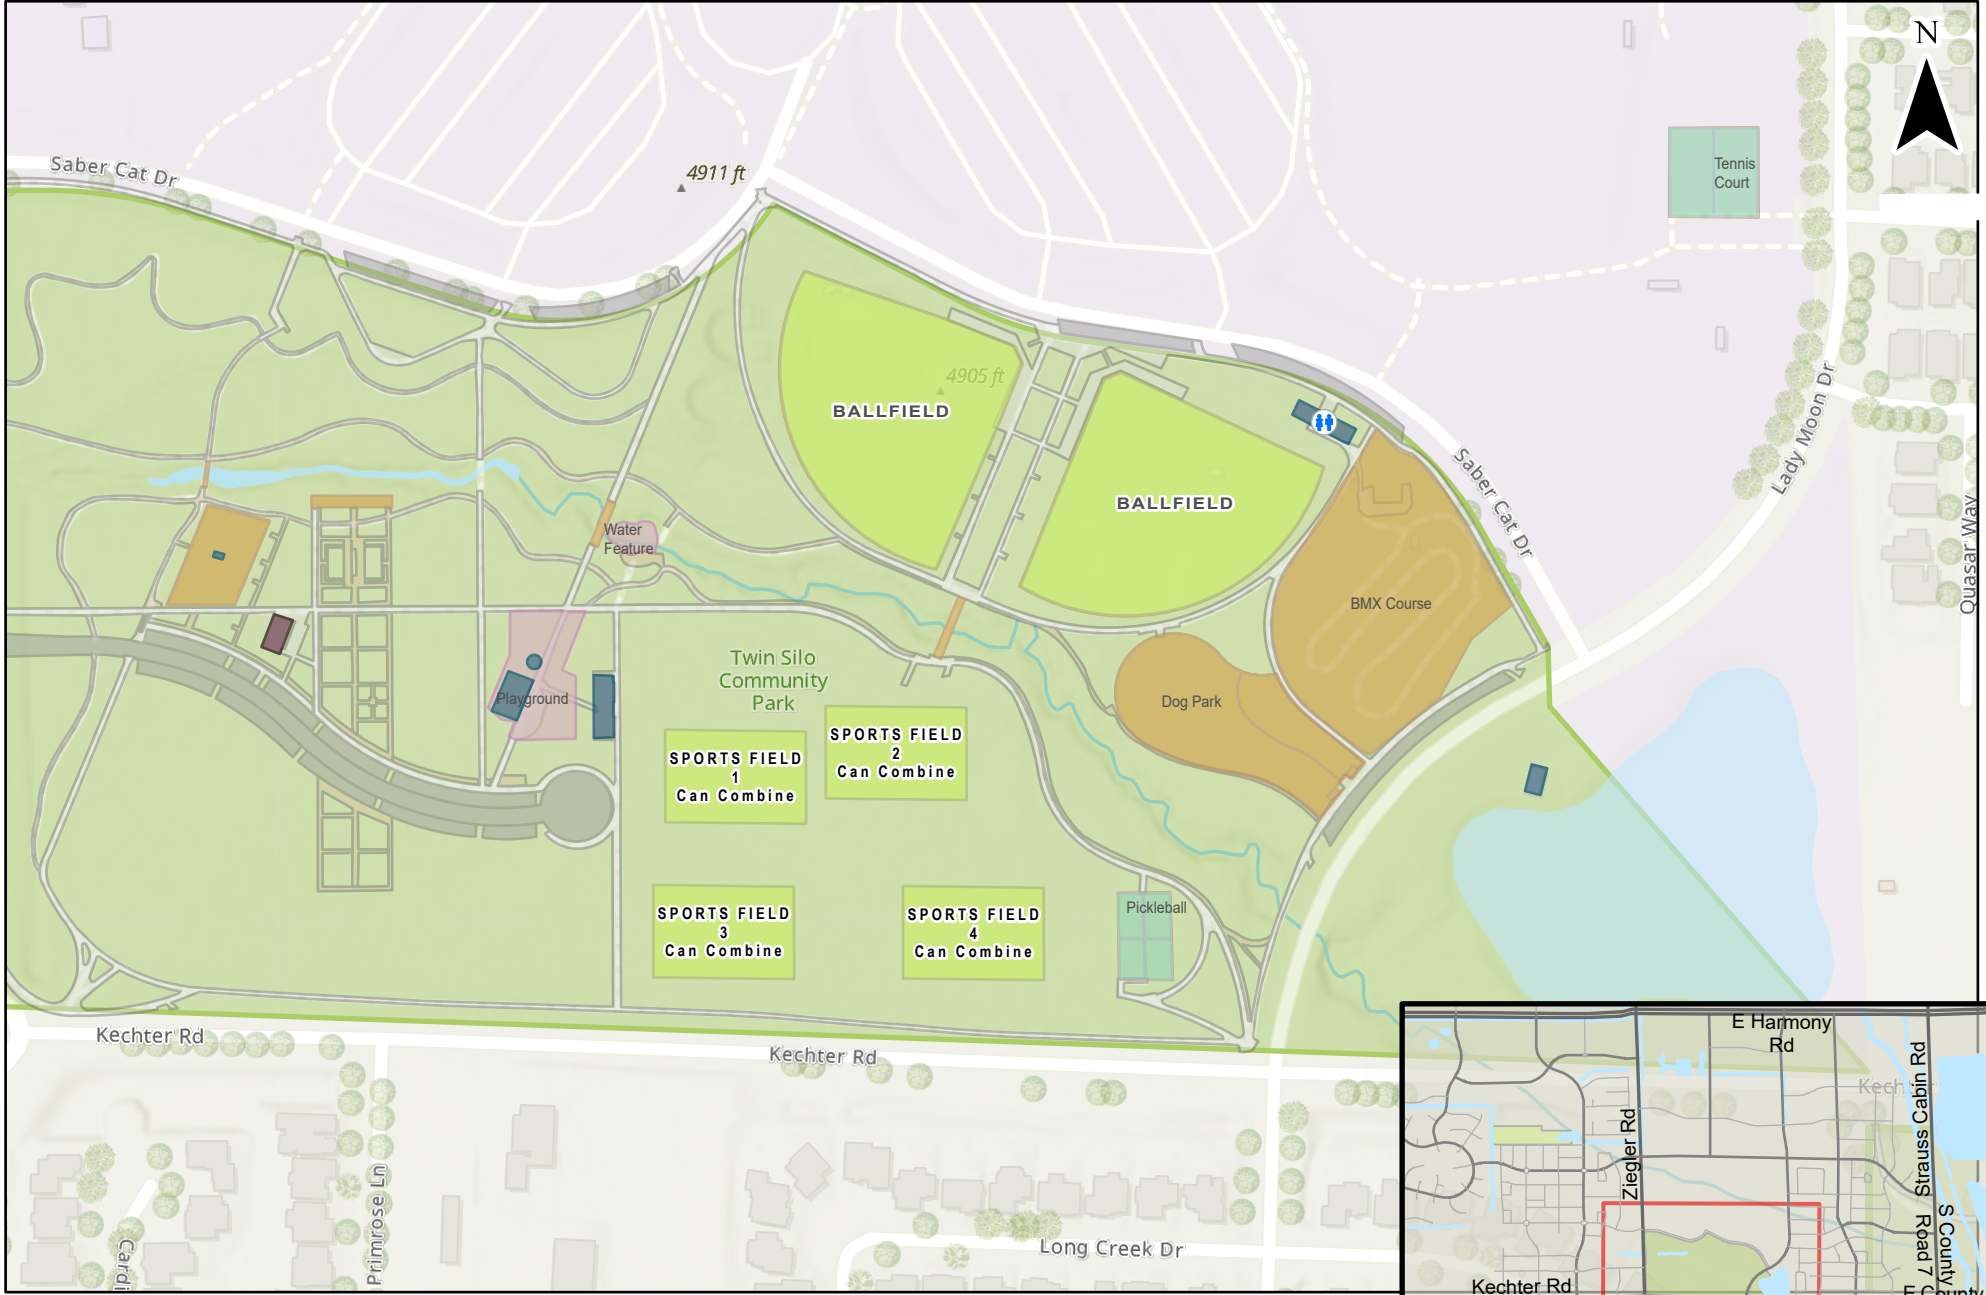 N
Saber Cat Dr
4911 ft
Tennis
Court
4905 ft
BALLFIELD
BALLFIELD
Saber Cat Dr
Lady Moon Dr
Quasar Way
Water
Feature
BMX Course
Twin Silo
Community
Park
Playground
Dog Park
SPORTS FIELD
1
Can Combine
SPORTS FIELD
2
Can Combine
SPORTS FIELD
3
Can Combine
SPORTS FIELD
4
Can Combine
Pickleball
Kechter Rd
Kechter Rd
Primrose Ln
Long Creek Dr
E Harmony
Rd
Ziegler Rd
Strauss Cabin Rd
S County
Road 7
Kechter Rd